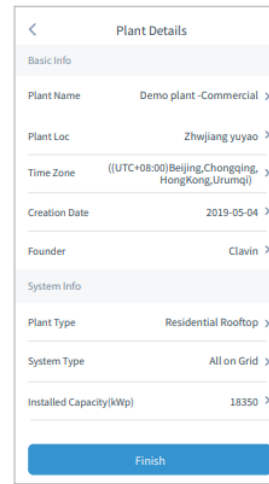 Plant Details
Basic Info
Plant Name Demo plant -Commercial
Plant Loc Zhwjiang yuyao
Time Zone ((UTC+08:00)Beijing,Chongqing,
HongKong,Urumqi)
Creation Date 2019-05-04
Founder Clavin
System Info
Plant Type Residential Rooftop
System Type All on Grid
Installed Capacity(kWp) 18350
Finish